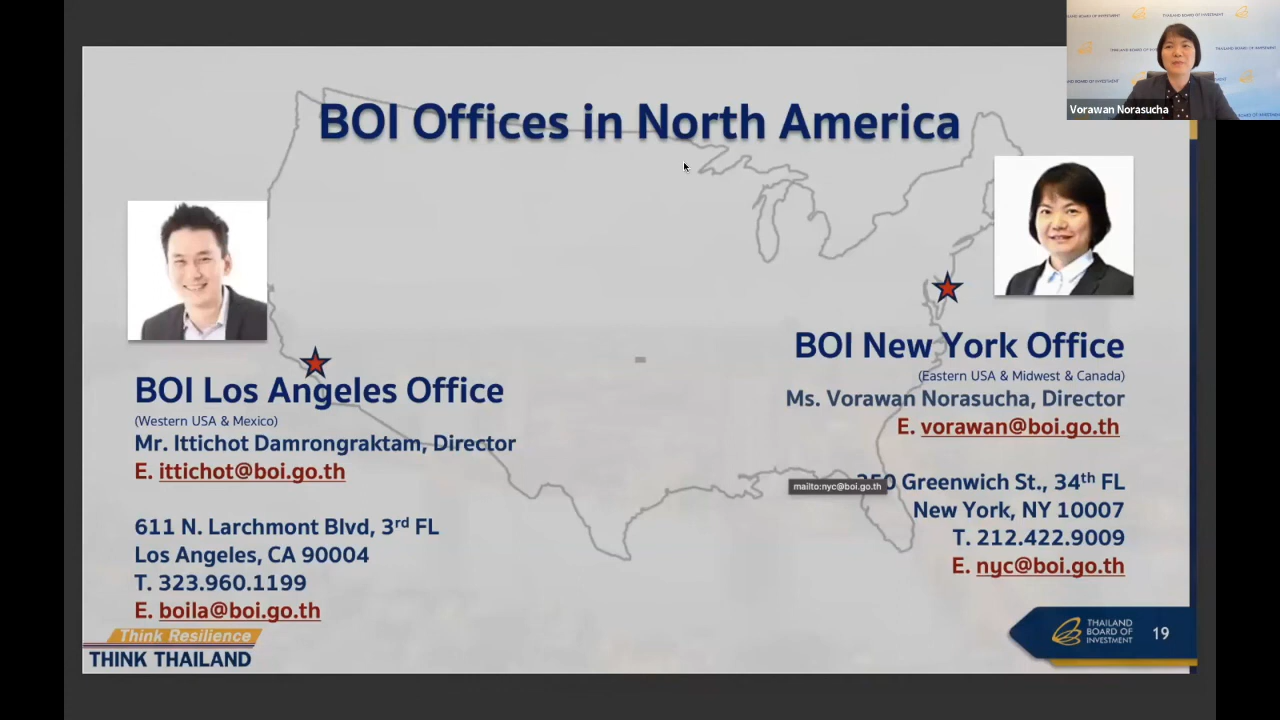 THAILAND BOARD OF INVESTMENT
Vorawan Norasucha
BOI Offices in North America
BOI Los Angeles Office
(Western USA & Mexico)
Mr. Ittichot Damrongraktam, Director
E. ittichot@boi.go.th
611 N. Larchmont Blvd, 3rd FL
Los Angeles, CA 90004
T. 323.960.1199
E. boila@boi.go.th
BOI New York Office
(Eastern USA & Midwest & Canada)
Ms. Vorawan Norasucha, Director
E. vorawan@boi.go.th
mailto:nyc@boi.go.th
Greenwich St., 34th FL
New York, NY 10007
T. 212.422.9009
E. nyc@boi.go.th
Think Resilience
THINK THAILAND
THAILAND
BOARD OF
INVESTMENT
19